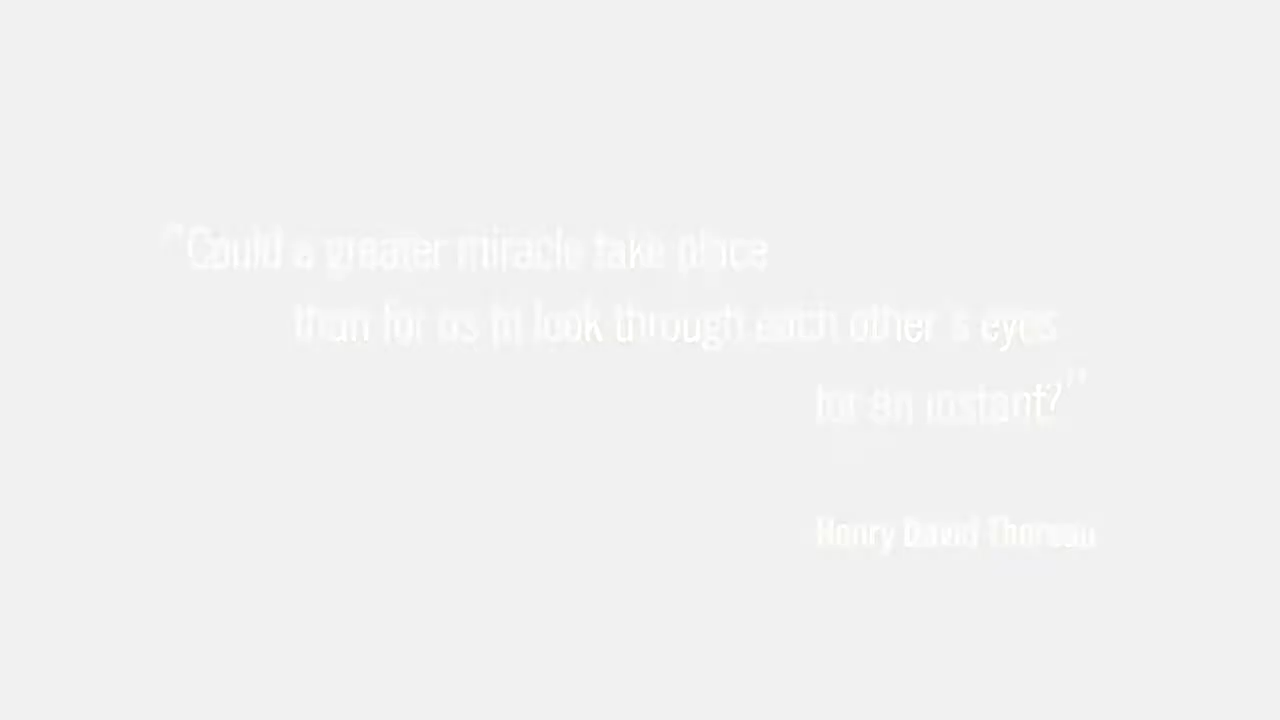 "Could a greater miracle take place
than for us to look through each other's eyes
for an instant?"
Henry David Thoreau